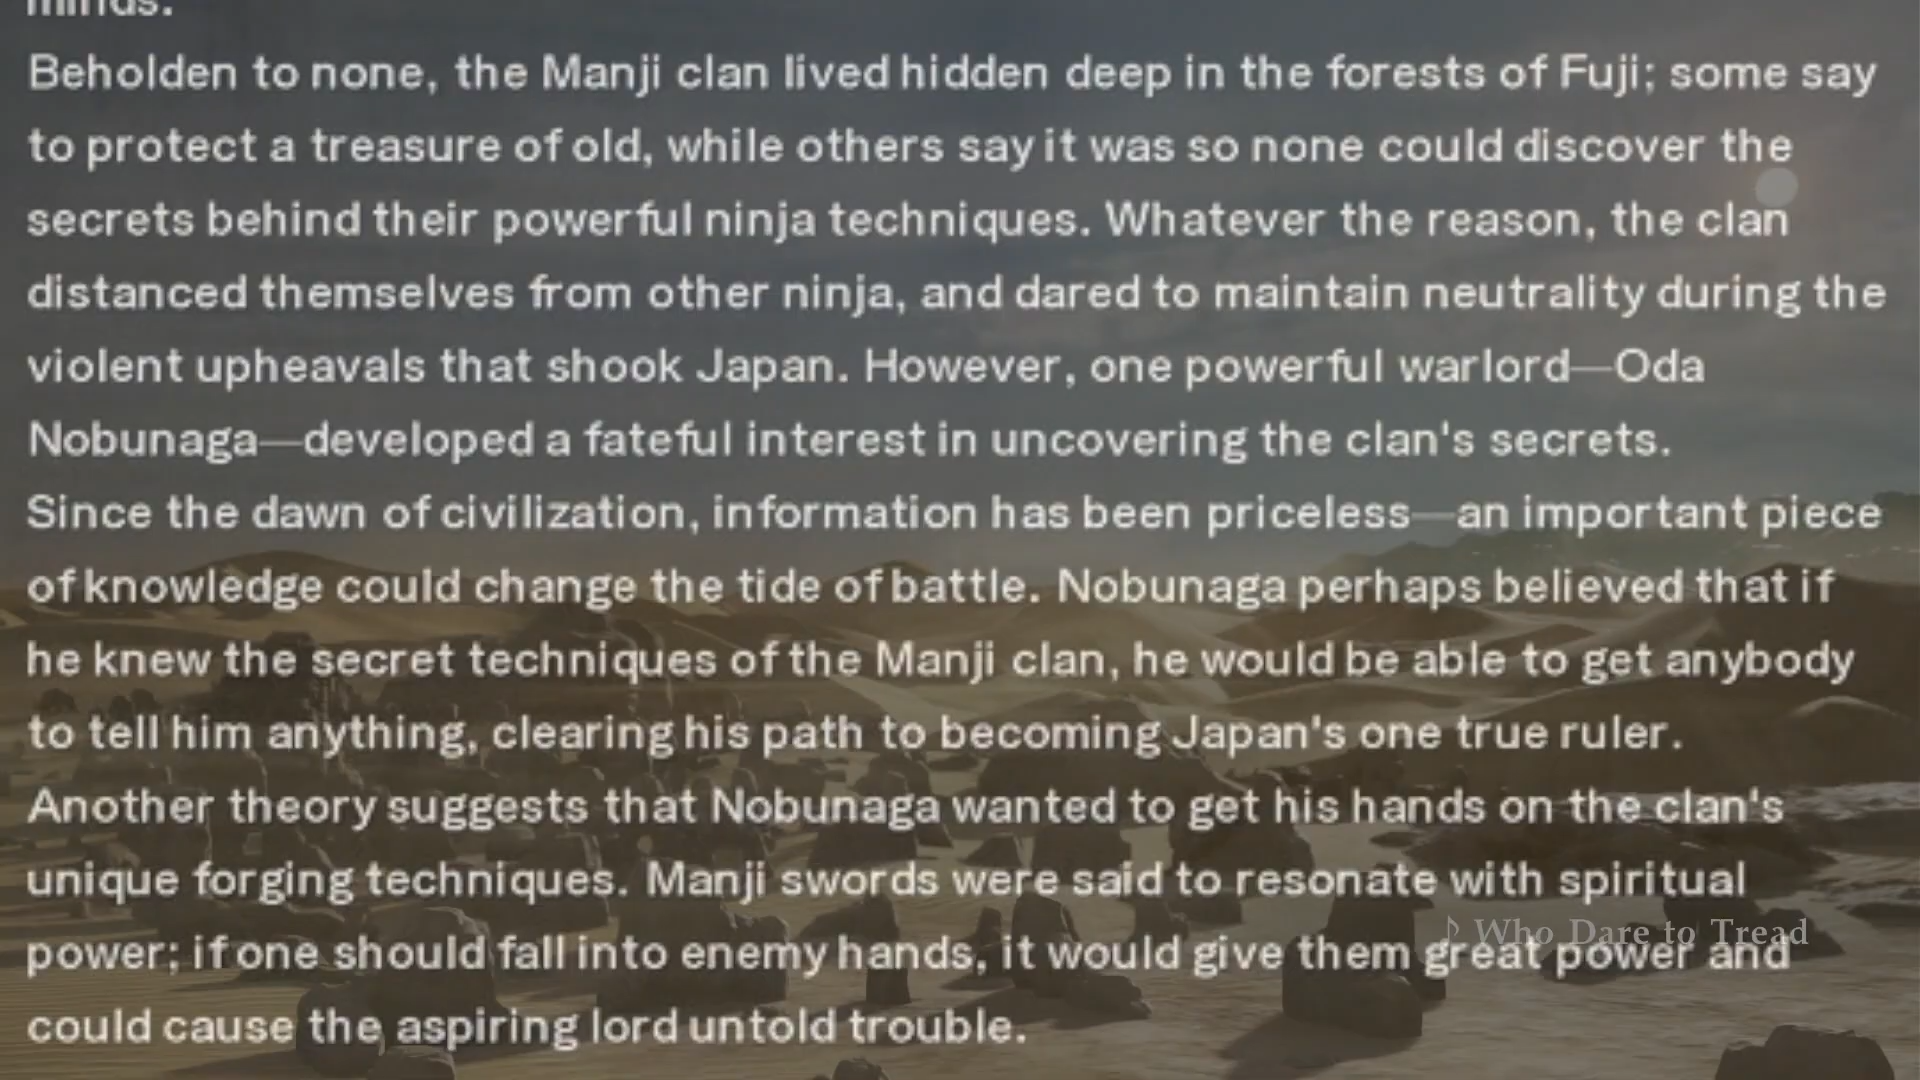 minds.
Beholden to none, the Manji clan lived hidden deep in the forests of Fuji; some say
to protect a treasure of old, while others say it was so none could discover the
secrets behind their powerful ninja techniques. Whatever the reason, the clan
distanced themselves from other ninja, and dared to maintain neutrality during the
violent upheavals that shook Japan. However, one powerful warlord—Oda
Nobunaga—developed a fateful interest in uncovering the clan's secrets.
Since the dawn of civilization, information has been priceless—an important piece
of knowledge could change the tide of battle. Nobunaga perhaps believed that if
he knew the secret techniques of the Manji clan, he would be able to get anybody
to tell him anything, clearing his path to becoming Japan's one true ruler.
Another theory suggests that Nobunaga wanted to get his hands on the clan's
unique forging techniques. Manji swords were said to resonate with spiritual
♪ Who Dare to Tread
power; if one should fall into enemy hands, it would give them great power and
could cause the aspiring lord untold trouble.